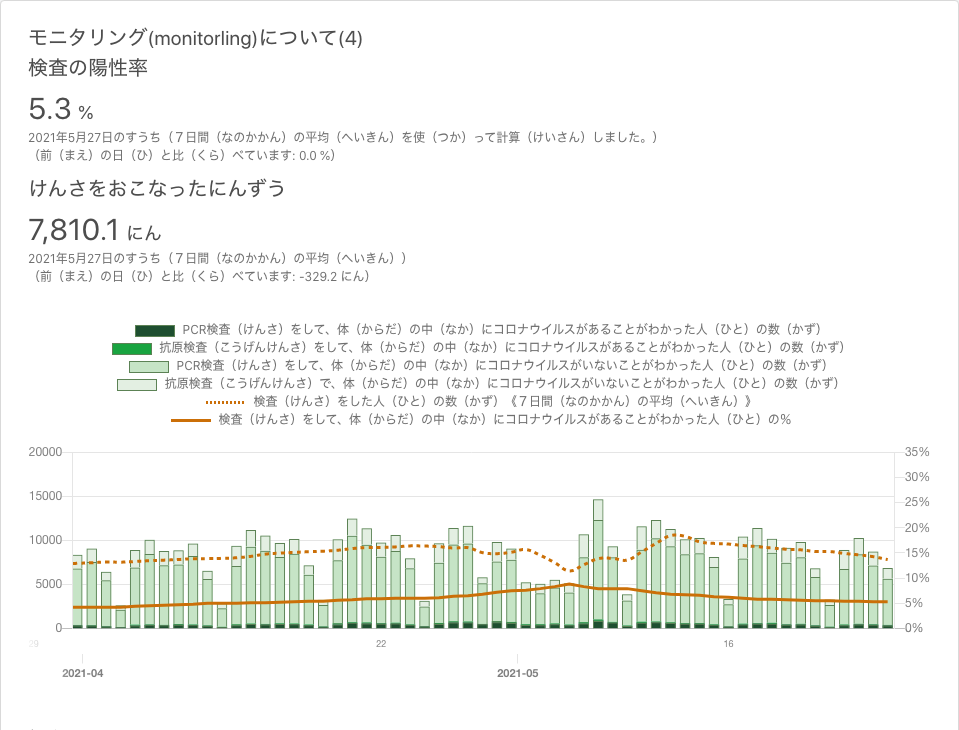 モニタリング(monitorling)について(4)
検査の陽性率
5.3 %
2021年5月27日のすうち（７日間（なのかかん）の平均（へいきん）を使（つか）って計算（けいさん）しました。）
（前（まえ）の日（ひ）と比（くら）べています: 0.0 %）
けんさをおこなったにんずう
7,810.1 にん
2021年5月27日のすうち（７日間（なのかかん）の平均（へいきん））
（前（まえ）の日（ひ）と比（くら）べています: -329.2 にん）
PCR検査（けんさ）をして、体（からだ）の中（なか）にコロナウイルスがあることがわかった人（ひと）の数（かず）
抗原検査（こうげんけんさ）をして、体（からだ）の中（なか）にコロナウイルスがあることがわかった人（ひと）の数（かず）
PCR検査（けんさ）をして、体（からだ）の中（なか）にコロナウイルスがいないことがわかった人（ひと）の数（かず）
抗原検査（こうげんけんさ）で、体（からだ）の中（なか）にコロナウイルスがいないことがわかった人（ひと）の数（かず）
検査（けんさ）をした人（ひと）の数（かず）《７日間（なのかかん）の平均（へいきん）》
検査（けんさ）をして、体（からだ）の中（なか）にコロナウイルスがあることがわかった人（ひと）の%
20000
15000
10000
5000
0
35%
30%
25%
20%
15%
10%
5%
0%
29
22
16
2021-04
2021-05